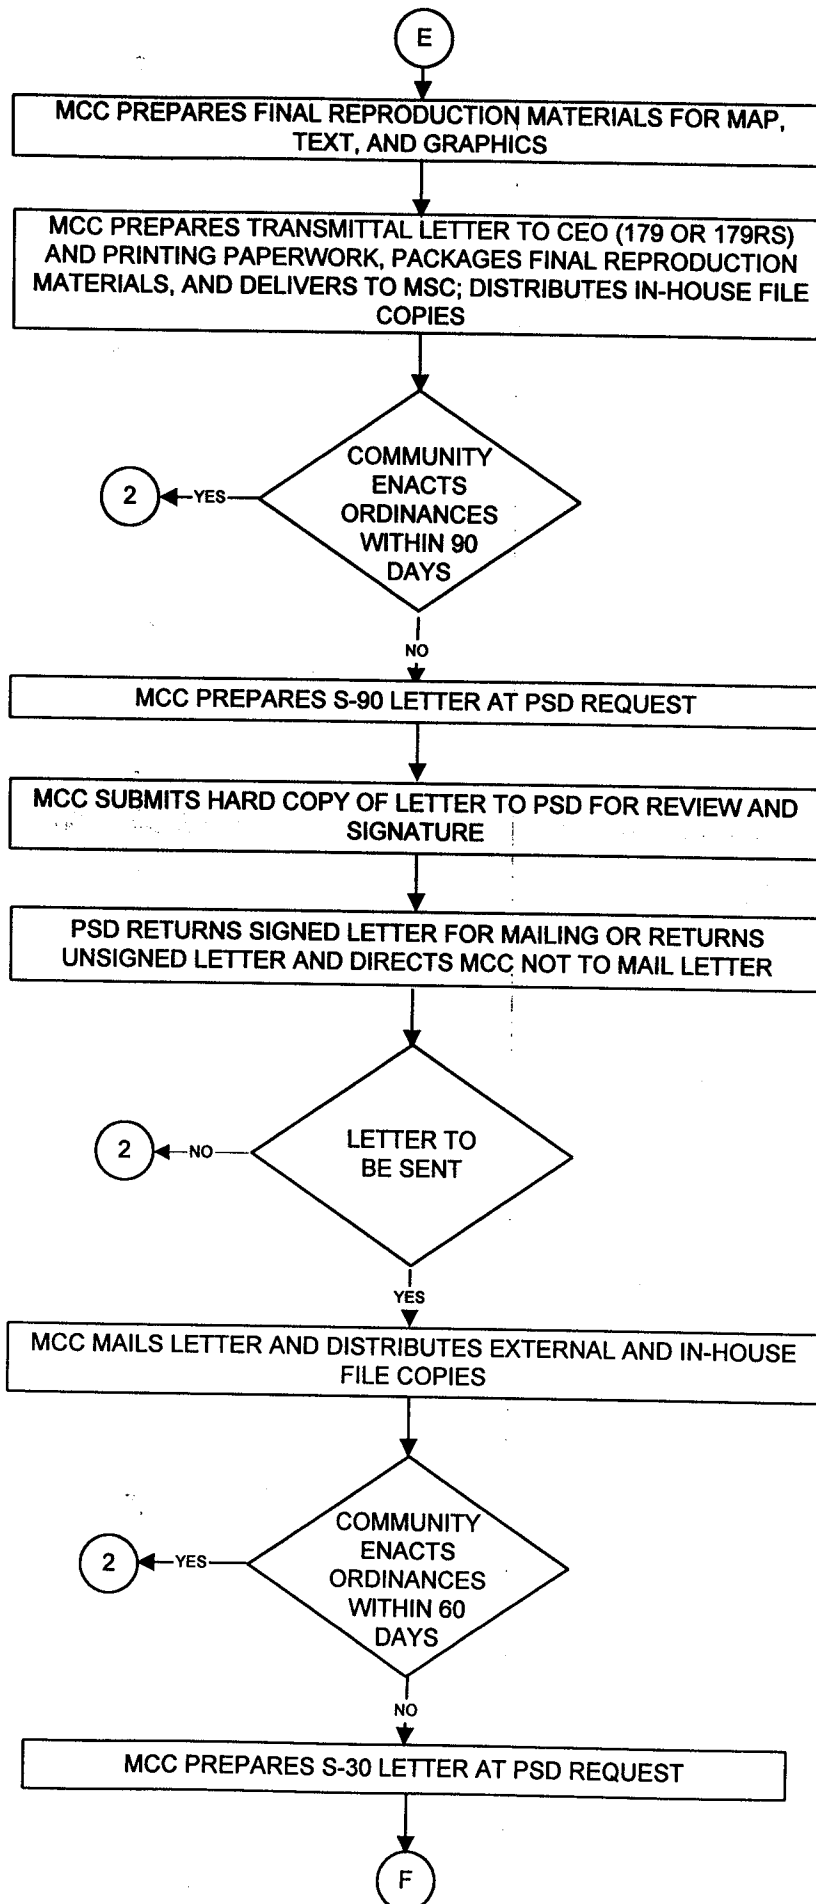 E
MCC PREPARES FINAL REPRODUCTION MATERIALS FOR MAP,
TEXT, AND GRAPHICS
MCC PREPARES TRANSMITTAL LETTER TO CEO (179 OR 179RS)
AND PRINTING PAPERWORK, PACKAGES FINAL REPRODUCTION
MATERIALS, AND DELIVERS TO MSC; DISTRIBUTES IN-HOUSE FILE
COPIES
COMMUNITY
ENACTS
ORDINANCES
WITHIN 90
DAYS
YES
2
NO
MCC PREPARES S-90 LETTER AT PSD REQUEST
MCC SUBMITS HARD COPY OF LETTER TO PSD FOR REVIEW AND
SIGNATURE
PSD RETURNS SIGNED LETTER FOR MAILING OR RETURNS
UNSIGNED LETTER AND DIRECTS MCC NOT TO MAIL LETTER
LETTER TO
BE SENT
NO
2
YES
MCC MAILS LETTER AND DISTRIBUTES EXTERNAL AND IN-HOUSE
FILE COPIES
COMMUNITY
ENACTS
ORDINANCES
WITHIN 60
DAYS
YES
2
NO
MCC PREPARES S-30 LETTER AT PSD REQUEST
F